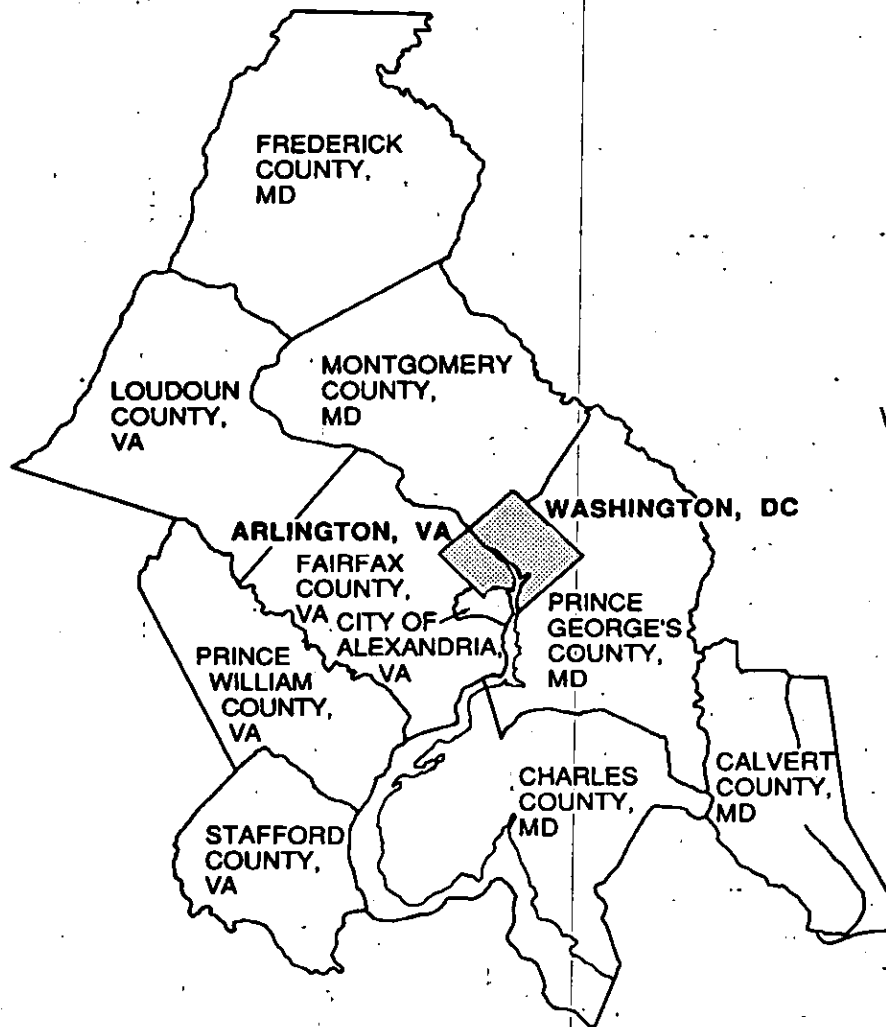 FREDERICK
COUNTY,
MD
MONTGOMERY
COUNTY,
MD
LOUDOUN
COUNTY,
VA
WASHINGTON, DC
ARLINGTON, VA
FAIRFAX
COUNTY,
VA
CITY OF
ALEXANDRIA,
VA
PRINCE
GEORGE'S
COUNTY,
MD
PRINCE
WILLIAM
COUNTY,
VA
CALVERT
COUNTY,
MD
CHARLES
COUNTY,
MD
STAFFORD
COUNTY,
VA